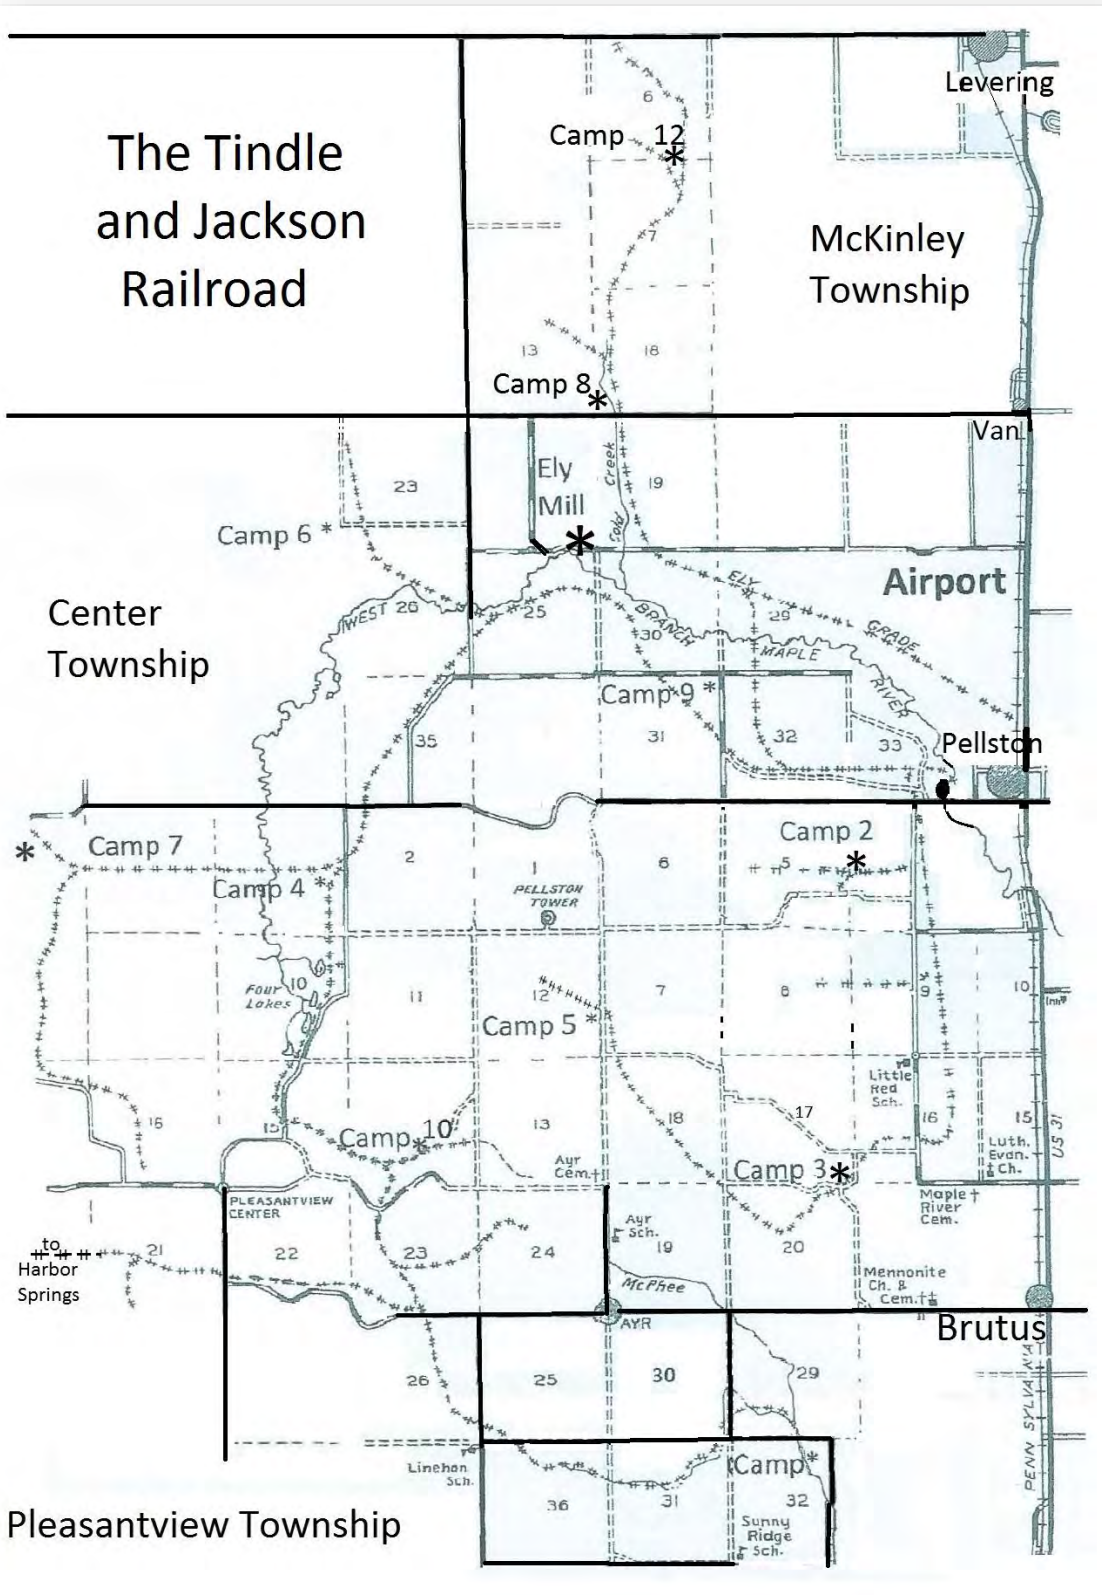 The Tindle
and Jackson
Railroad
Levering
6
Camp 12
7
McKinley
Township
13
18
Camp 8
Van
23
Ely
Mill
Creek
Cold
19
Camp 6
Airport
ELY
GRADE
Center
Township
WEST
26
25
BRANCH
30
29
MAPLE
RIVER
Camp 9
35
31
32
33
Pellston
Camp 7
Camp 4
2
1
6
Camp 2
5
PELLSTON
TOWER
Four
Lakes
10
11
12
7
8
9
10
Inn
Camp 5
Little
Red
Sch.
16
15
Camp 10
13
18
17
16
15
Luth.
Evan.
Ch.
US 31
Ayr
Cem.
Camp 3
PLEASANTVIEW
CENTER
Maple
River
Cem.
to
Harbor
Springs
21
22
23
24
Ayr
Sch.
19
20
McPhee
Mennonite
Ch. &
Cem.
AYR
Brutus
26
25
30
29
PENN SYLVANIA
Linehan
Sch.
Camp
36
31
32
Sunny
Ridge
Sch.
Pleasantview Township